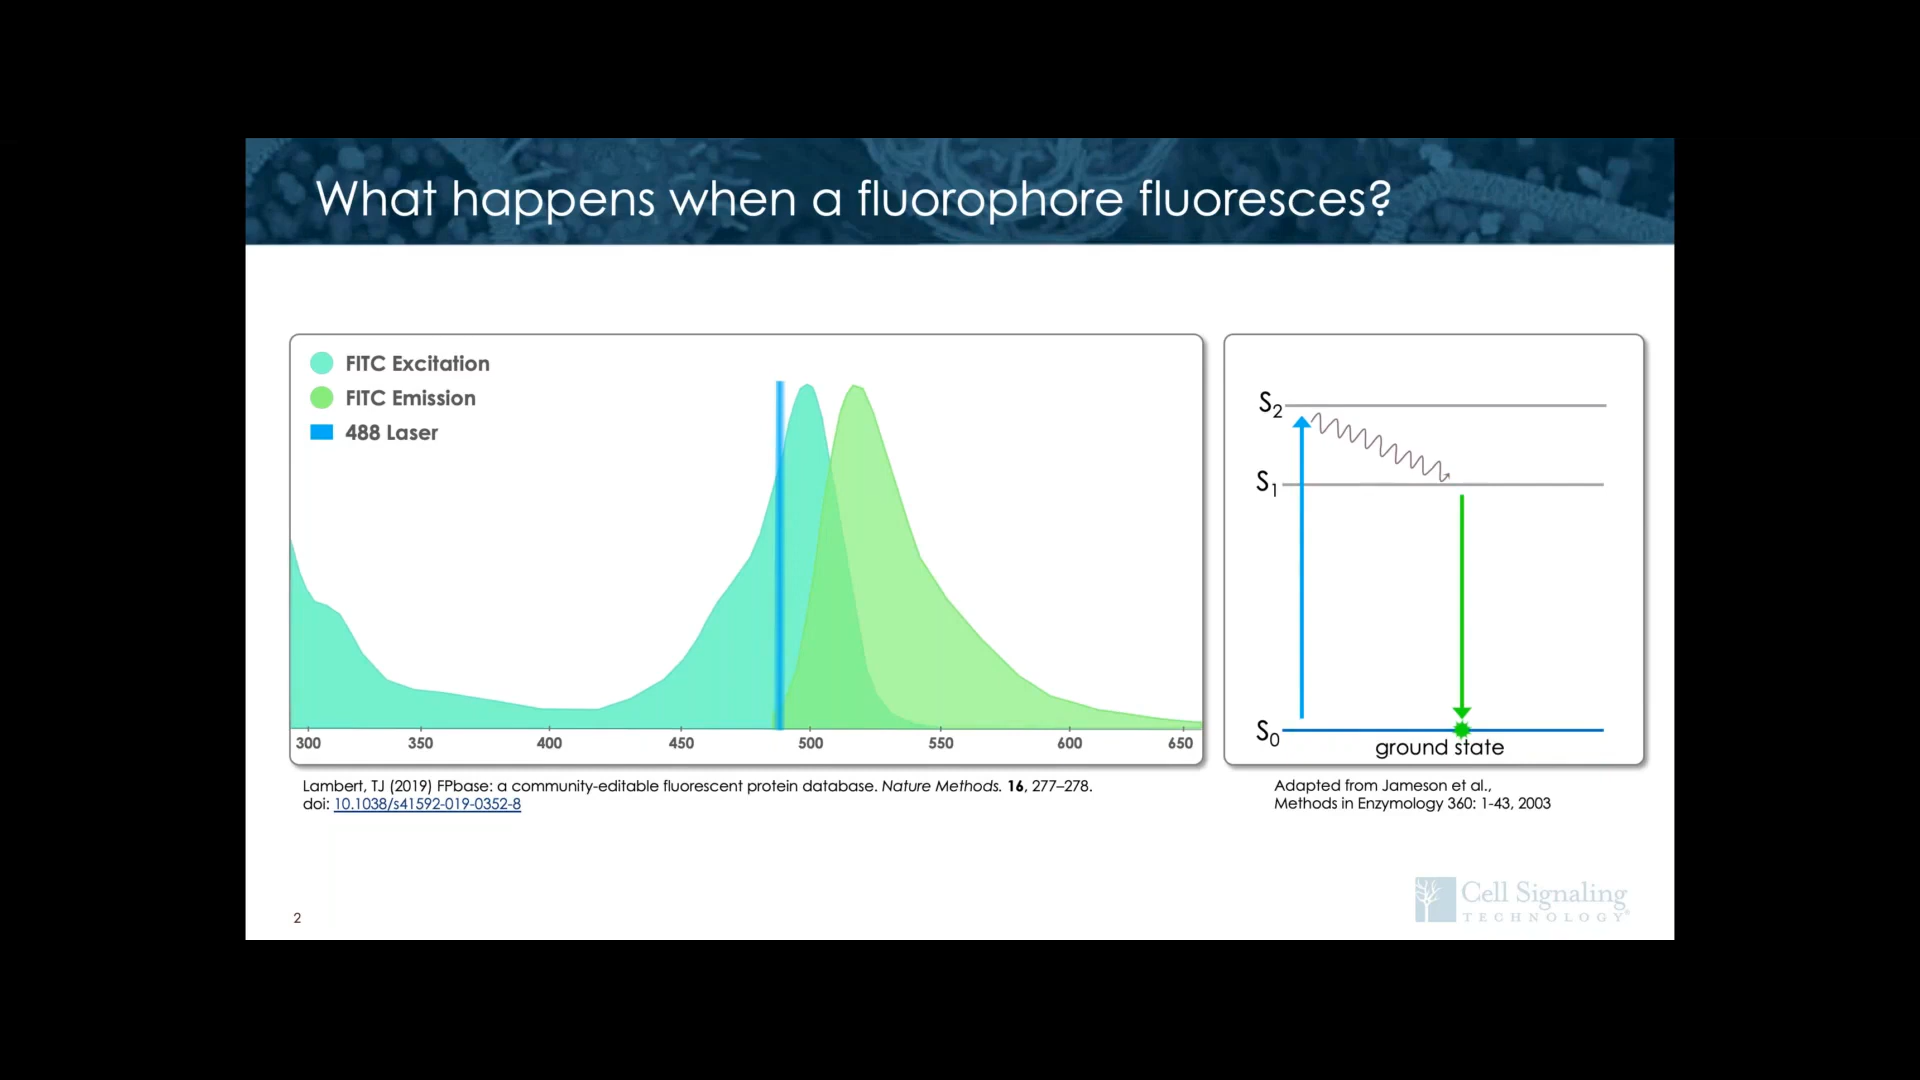 What happens when a fluorophore fluoresces?
FITC Excitation
FITC Emission
488 Laser
300 350 400 450 500 550 600 650
Lambert, TJ (2019) FPbase: a community-editable fluorescent protein database. Nature Methods. 16, 277–278.
doi: 10.1038/s41592-019-0352-8
S2
S1
S0
ground state
Adapted from Jameson et al.,
Methods in Enzymology 360: 1-43, 2003
2
Cell Signaling
TECHNOLOGY®